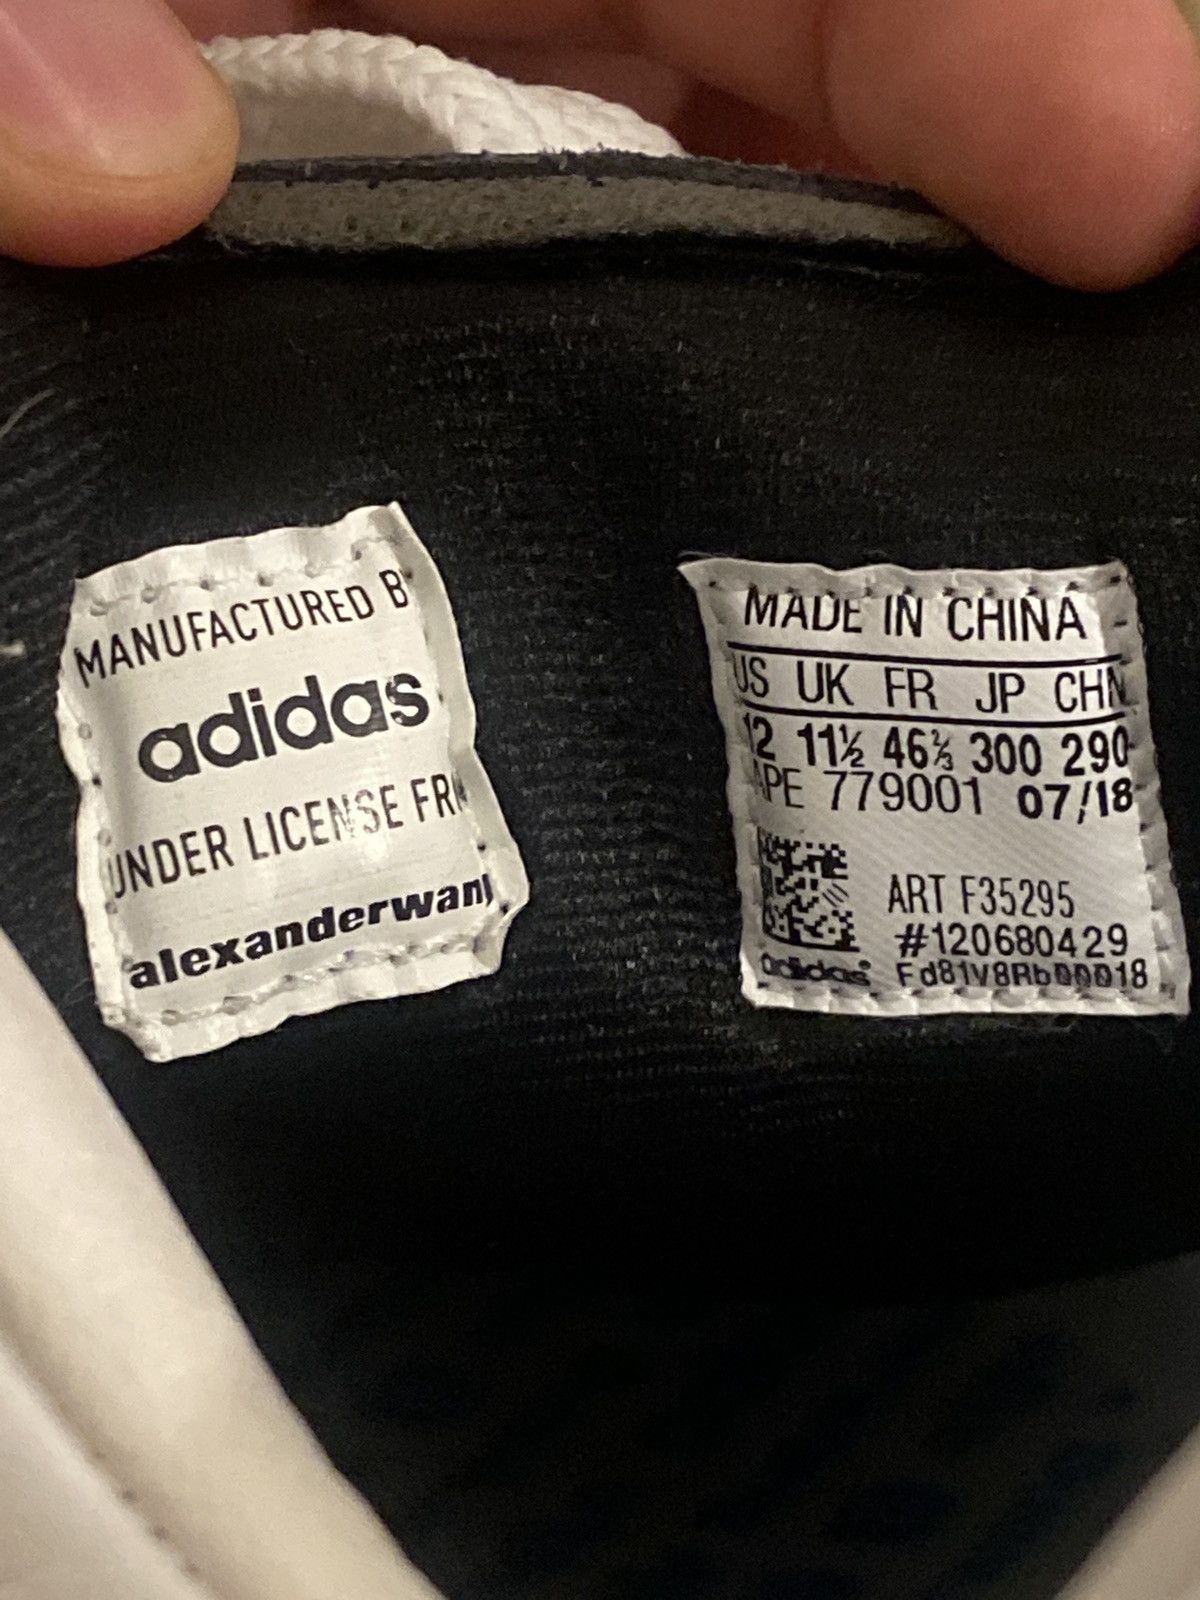 MANUFACTURED B
adidas
UNDER LICENSE FR
alexanderwan
MADE IN CHINA
US UK FR JP CHN
12 11½ 46⅔ 300 290
APE 779001 07/18
ART F35295
#120680429
adidas Fd81V8Rb00018